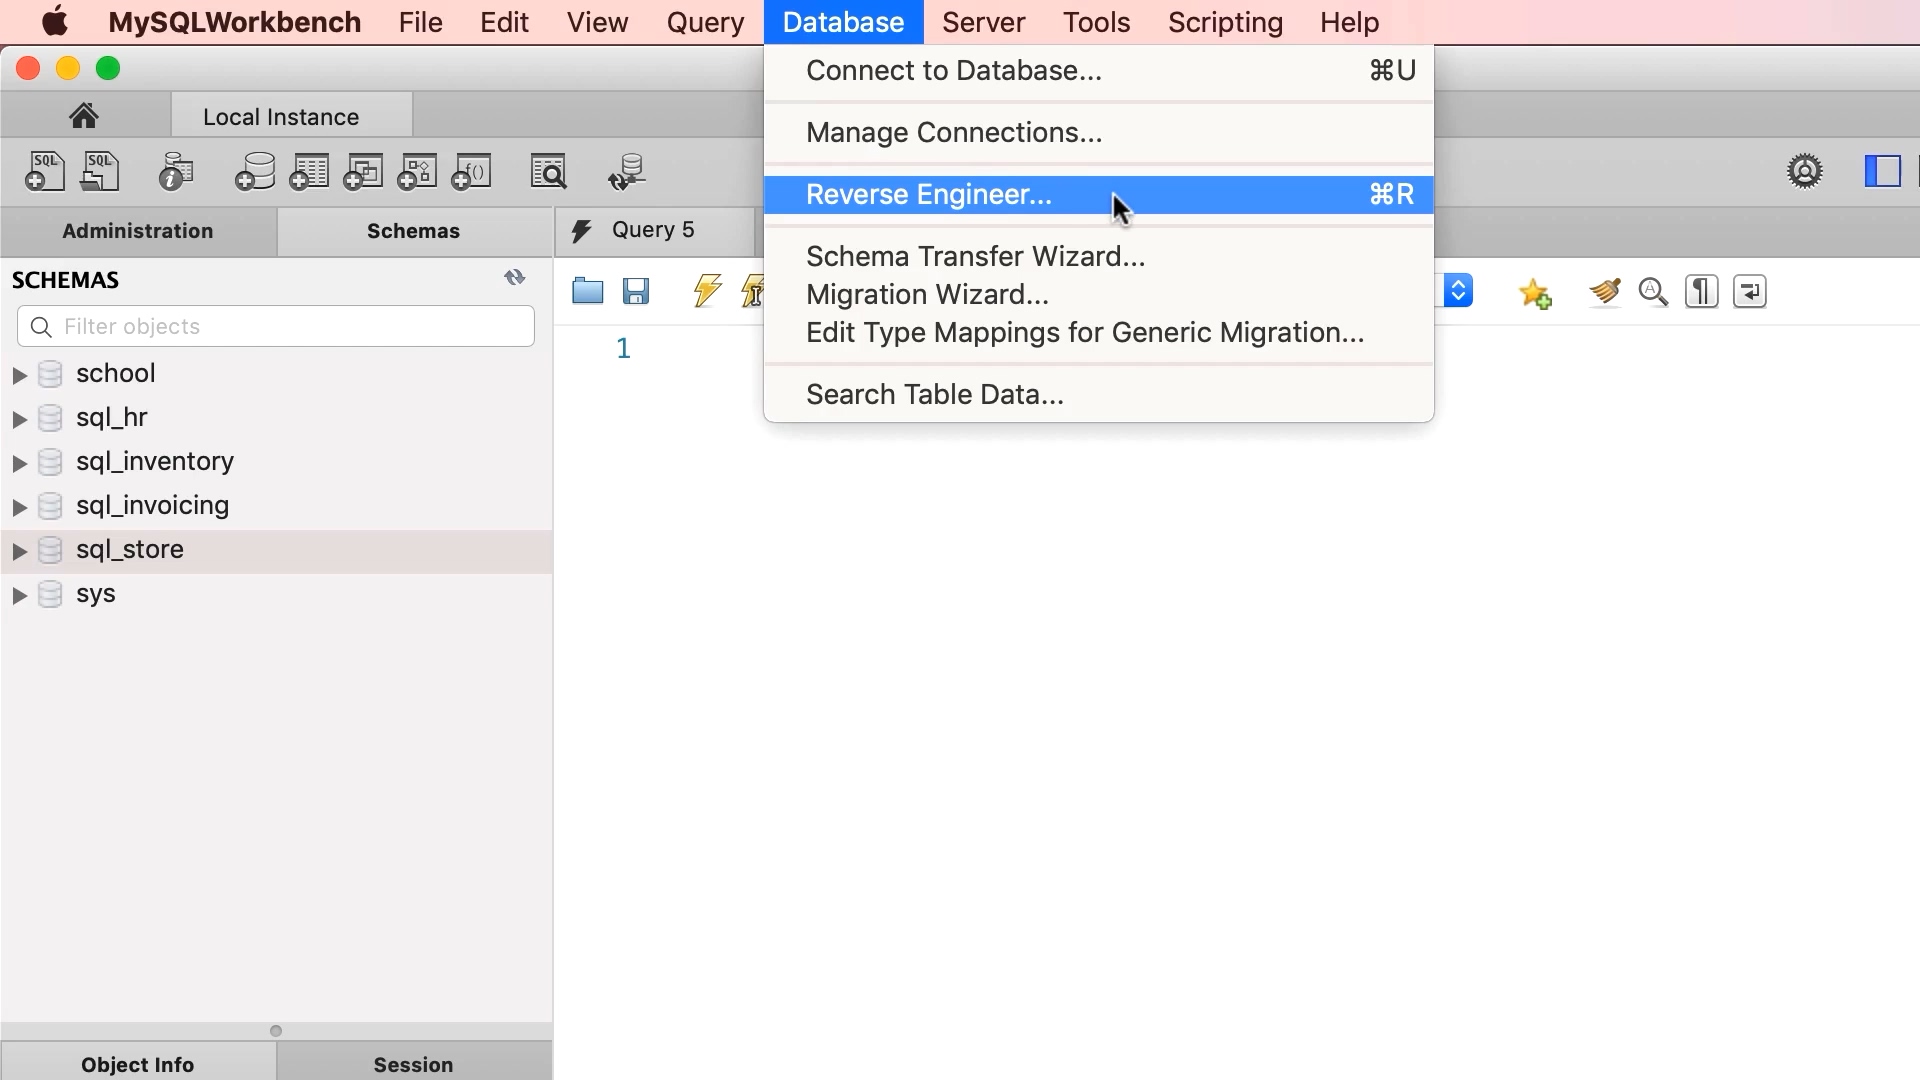 MySQLWorkbench File Edit View Query Database Server Tools Scripting Help
Connect to Database... ⌘U
Local Instance
Manage Connections...
SQL SQL f()
Reverse Engineer... ⌘R
Administration Schemas Query 5
Schema Transfer Wizard...
SCHEMAS
Migration Wizard...
Filter objects
Edit Type Mappings for Generic Migration...
1
school
Search Table Data...
sql_hr
sql_inventory
sql_invoicing
sql_store
sys
Object Info Session